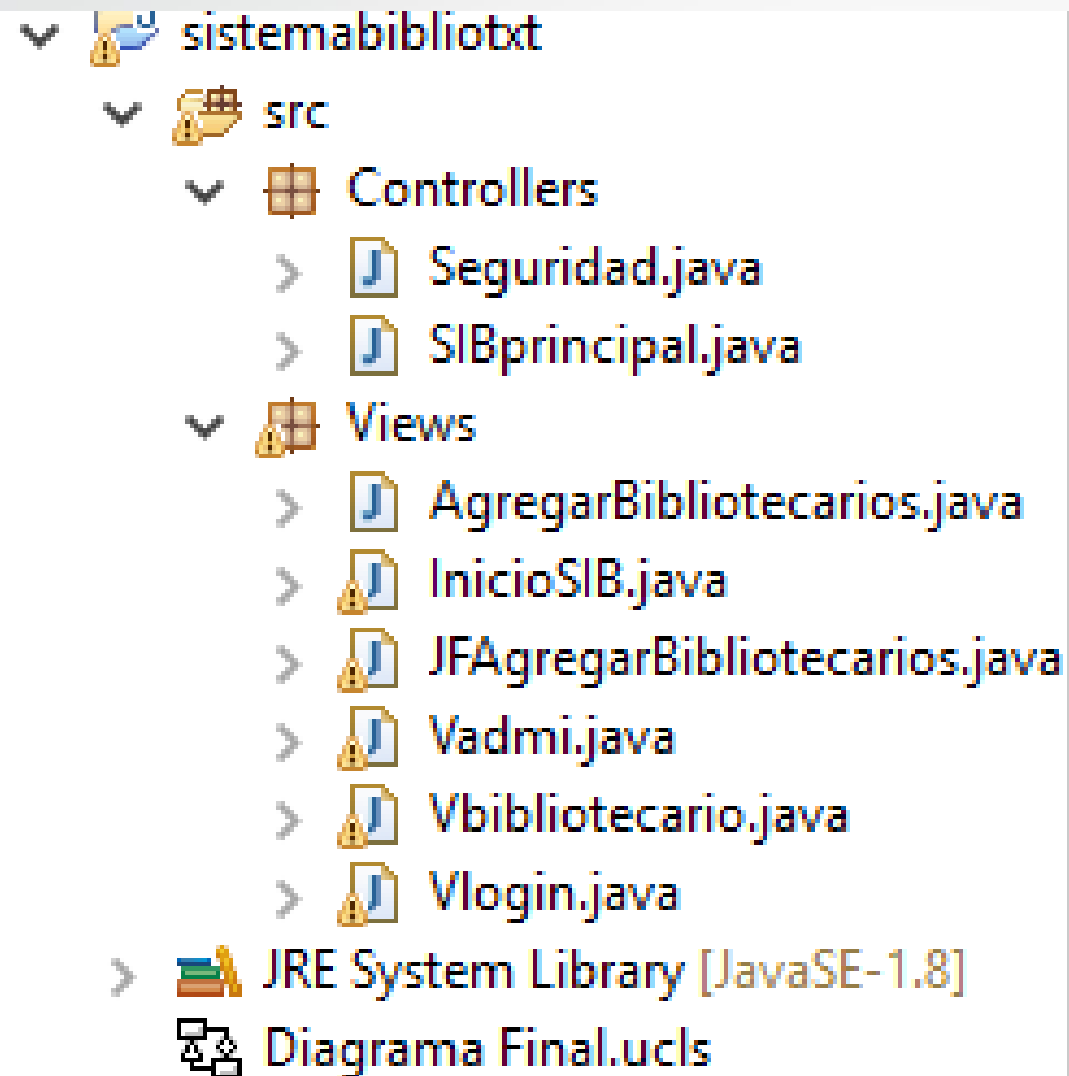 sistemabibliotxt
src
Controllers
Seguridad.java
SIBprincipal.java
Views
AgregarBibliotecarios.java
InicioSIB.java
JFAgregarBibliotecarios.java
Vadmi.java
Vbibliotecario.java
Vlogin.java
JRE System Library [JavaSE-1.8]
Diagrama Final.ucls